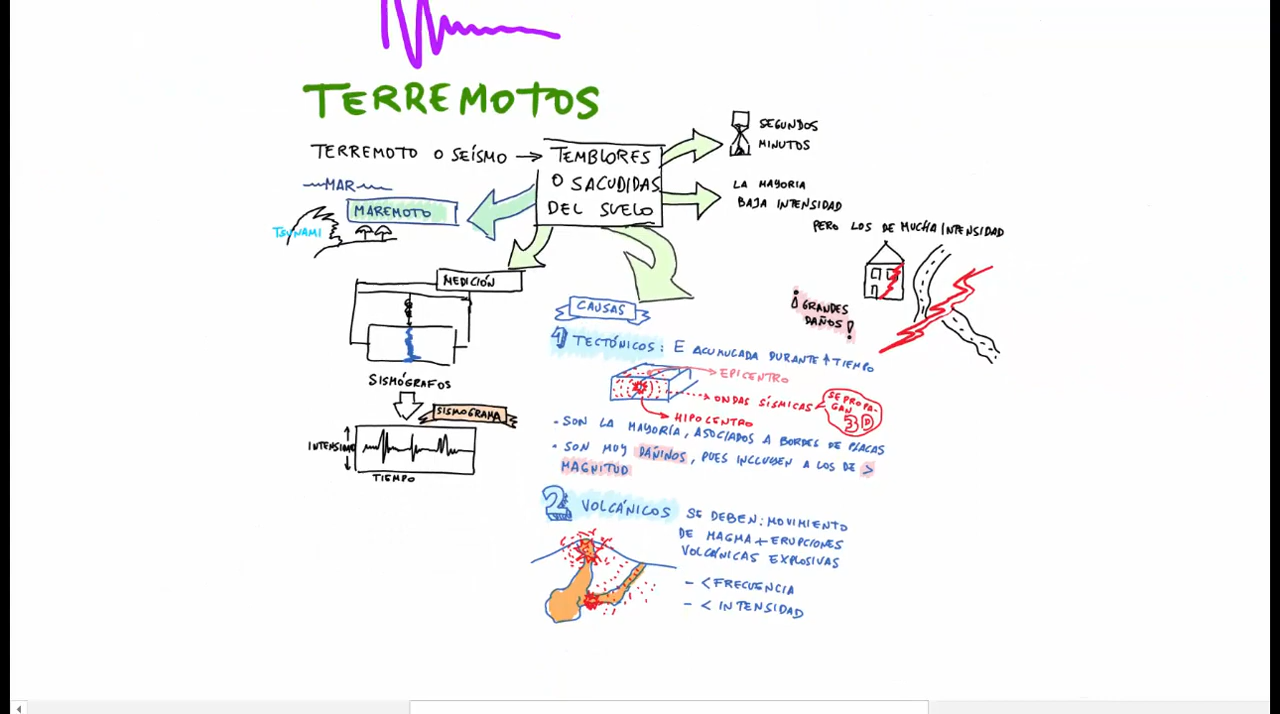 TERREMOTOS
TERREMOTO O SEÍSMO →
TEMBLORES
O SACUDIDAS
DEL SUELO
SEGUNDOS
MINUTOS
LA MAYORIA
BAJA INTENSIDAD
PERO LOS DE MUCHA INTENSIDAD
¡GRANDES
DAÑOS!
MAR
MAREMOTO
TSUNAMI
MEDICIÓN
SISMÓGRAFOS
SISMOGRAMA
INTENSIDAD
TIEMPO
CAUSAS
1) TECTÓNICOS: E ACUMULADA DURANTE ↑ TIEMPO
EPICENTRO
ONDAS SÍSMICAS
SE PROPA-
GAN
3D
HIPOCENTRO
- SON LA MAYORÍA, ASOCIADOS A BORDES DE PLACAS
- SON MUY DAÑINOS, PUES INCLUYEN A LOS DE >
MAGNITUD
2 VOLCÁNICOS
SE DEBEN: MOVIMIENTO
DE MAGMA + ERUPCIONES
VOLCÁNICAS EXPLOSIVAS
- < FRECUENCIA
- < INTENSIDAD